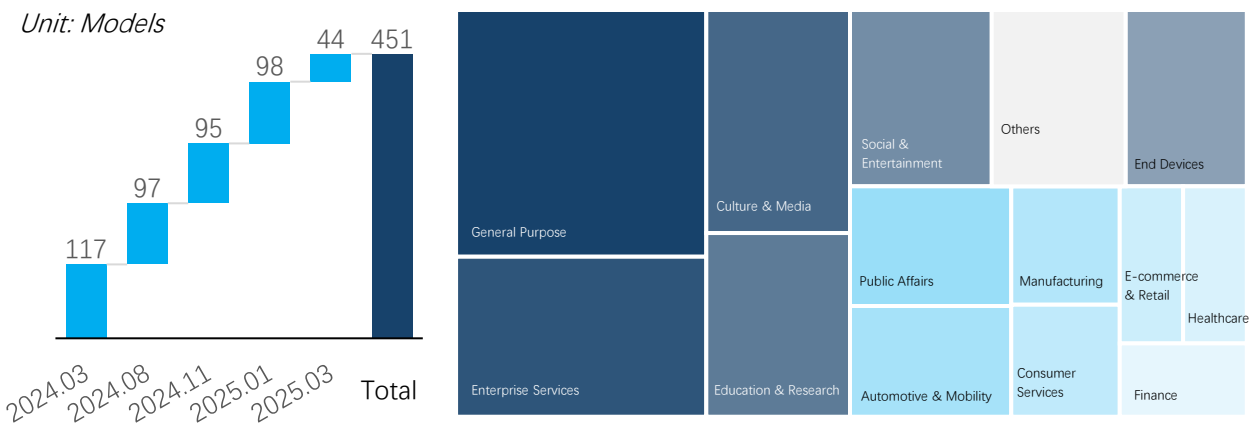 Unit: Models
117
97
95
98
44
451
2024.03
2024.08
2024.11
2025.01
2025.03
Total
General Purpose
Enterprise Services
Culture & Media
Education & Research
Social &
Entertainment
Others
End Devices
Public Affairs
Manufacturing
E-commerce
& Retail
Healthcare
Automotive & Mobility
Consumer
Services
Finance